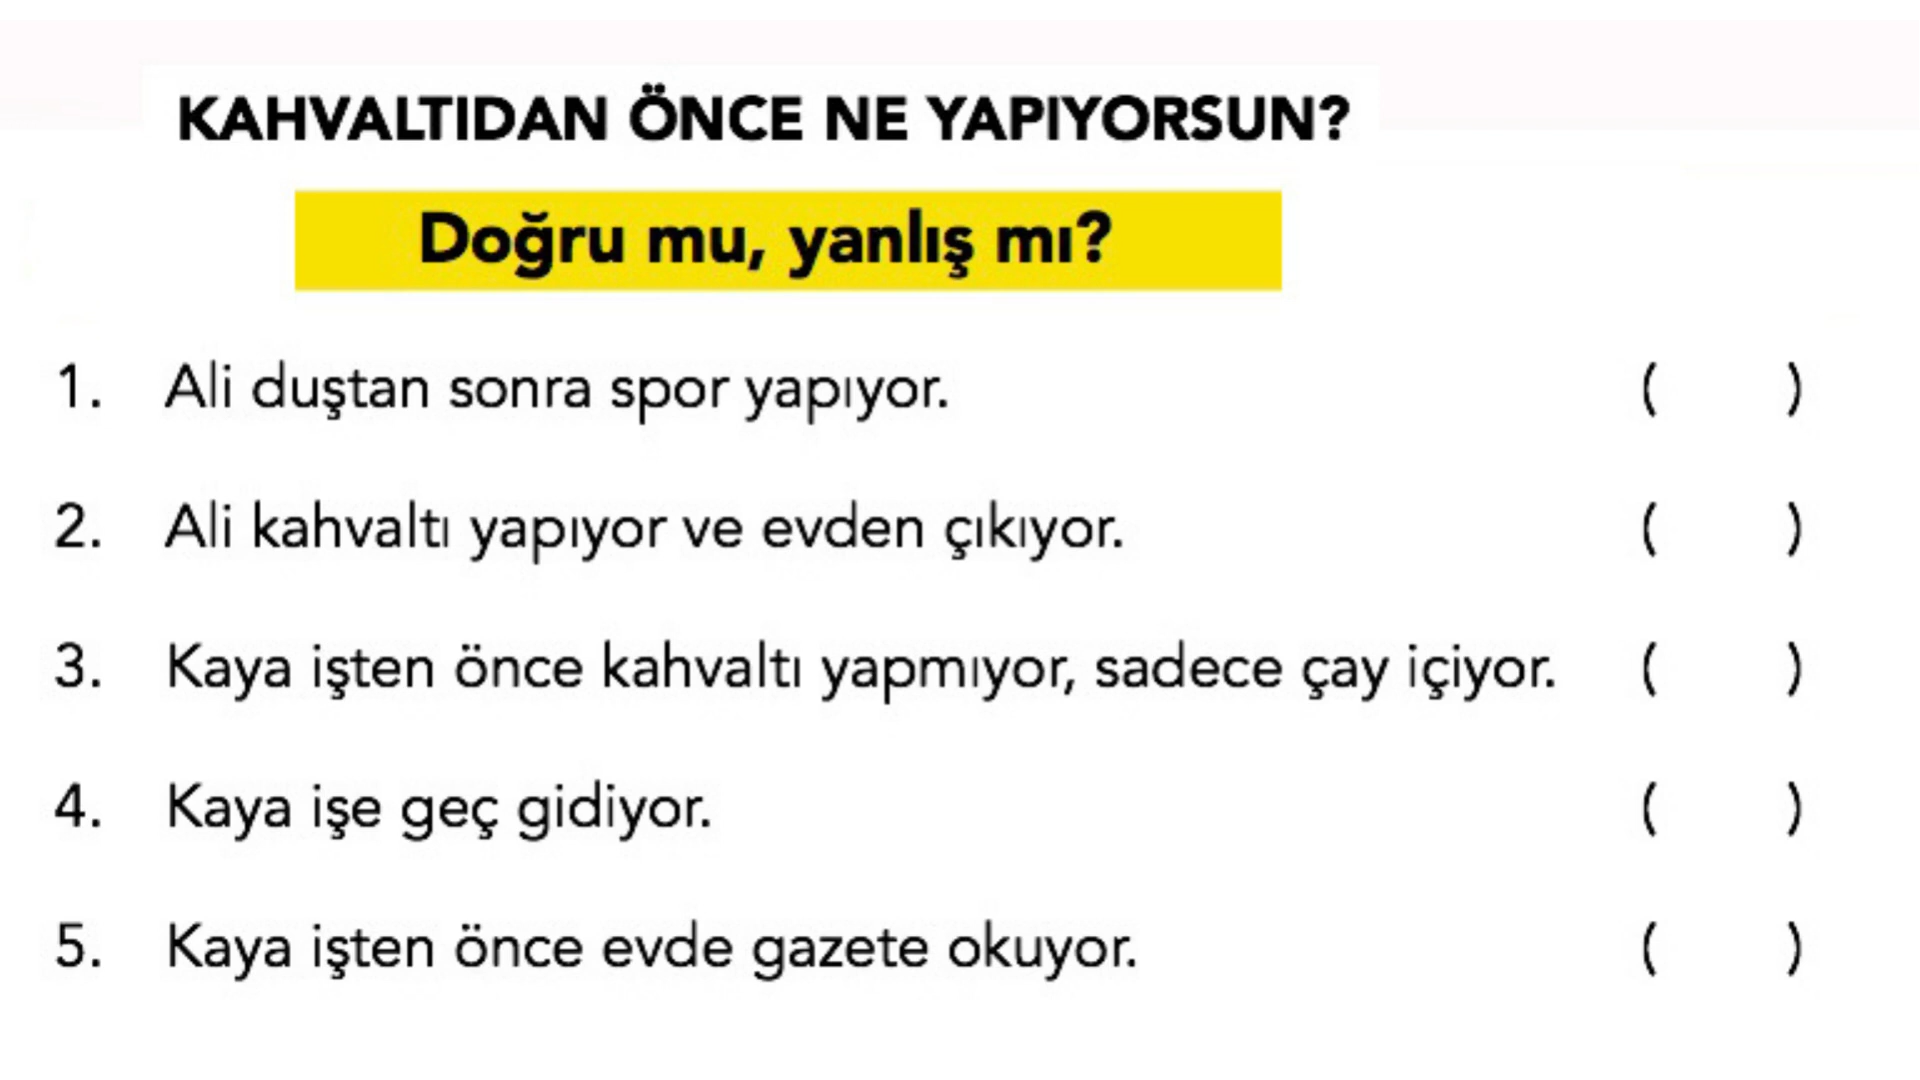 KAHVALTIDAN ÖNCE NE YAPIYORSUN?
Doğru mu, yanlış mı?
1. Ali duştan sonra spor yapıyor. ( )
2. Ali kahvaltı yapıyor ve evden çıkıyor. ( )
3. Kaya işten önce kahvaltı yapmıyor, sadece çay içiyor. ( )
4. Kaya işe geç gidiyor. ( )
5. Kaya işten önce evde gazete okuyor. ( )